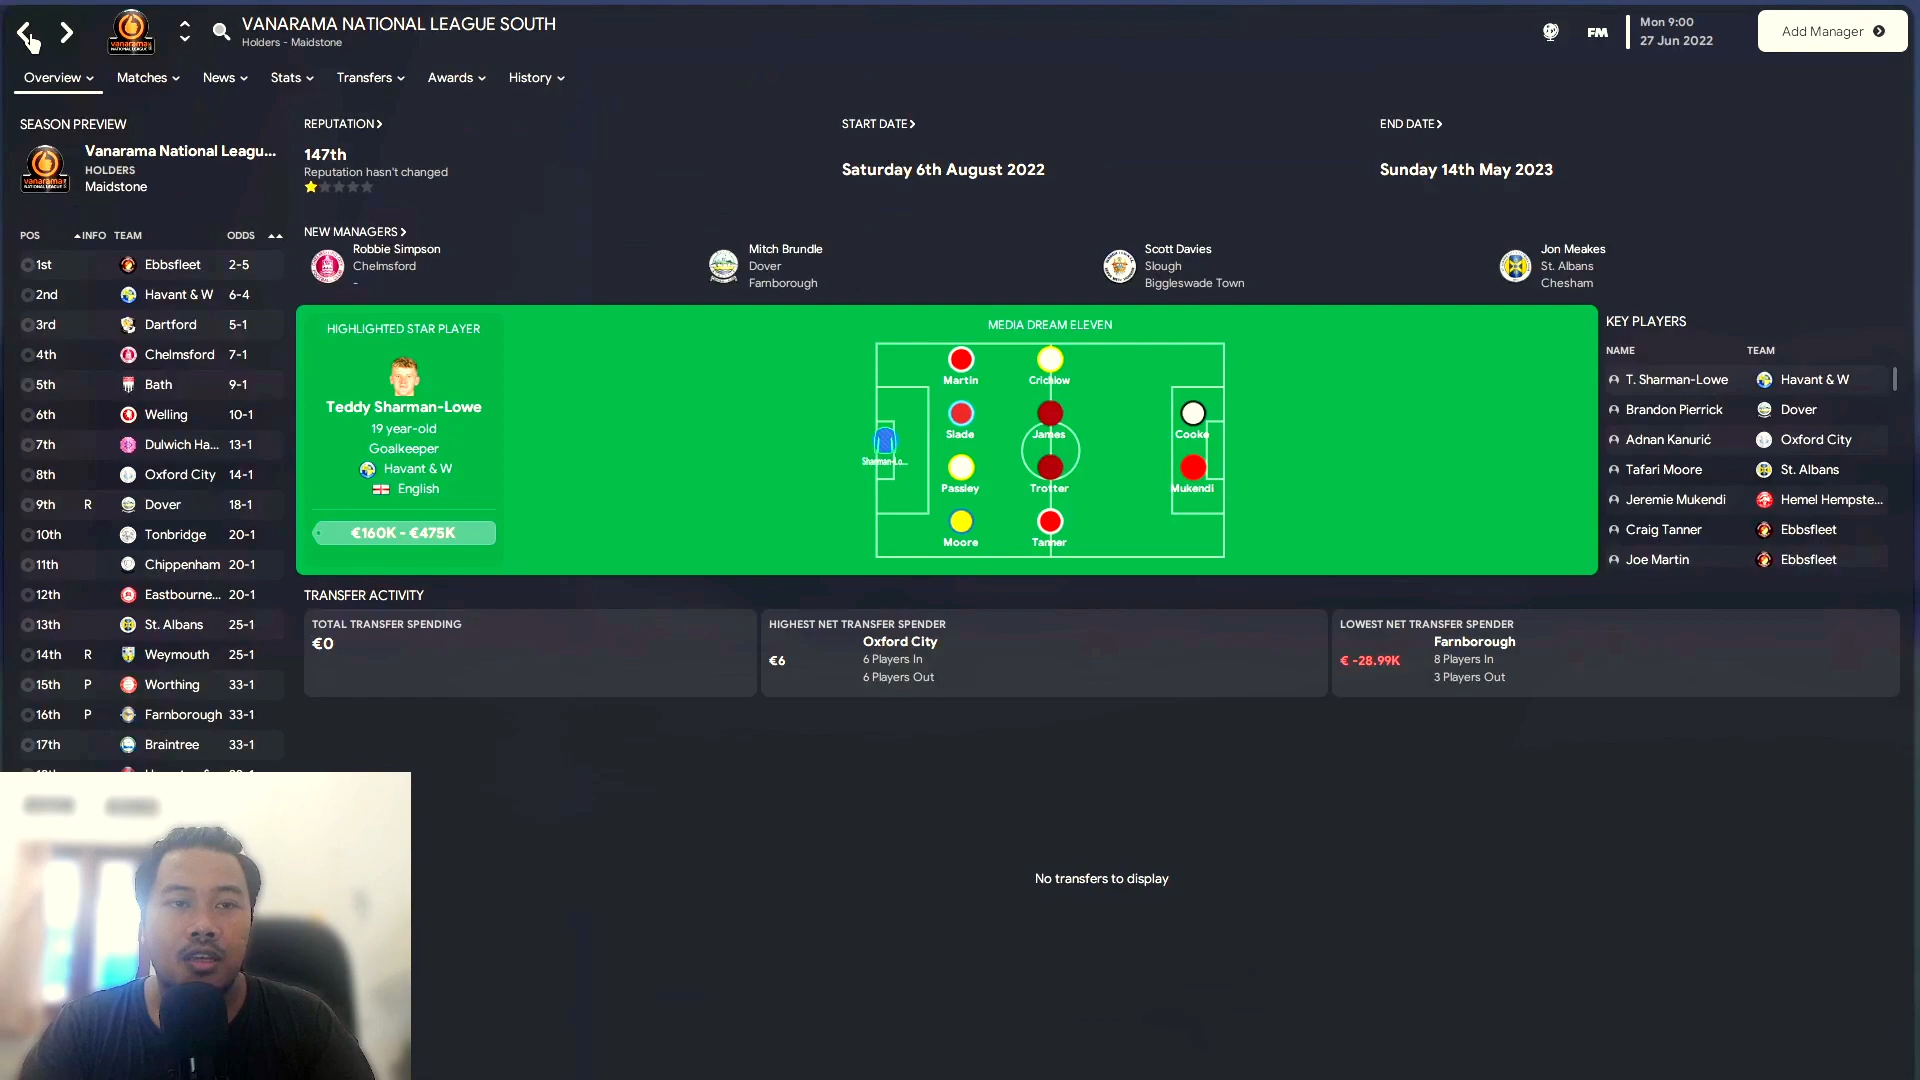 VANARAMA NATIONAL LEAGUE SOUTH
Holders - Maidstone
FM
Mon 9:00
27 Jun 2022
Add Manager
Overview
Matches
News
Stats
Transfers
Awards
History
SEASON PREVIEW
Vanarama National Leagu...
HOLDERS
Maidstone
REPUTATION
147th
Reputation hasn't changed
START DATE
Saturday 6th August 2022
END DATE
Sunday 14th May 2023
NEW MANAGERS
Robbie Simpson
Chelmsford
-
Mitch Brundle
Dover
Farnborough
Scott Davies
Slough
Biggleswade Town
Jon Meakes
St. Albans
Chesham
POS INFO TEAM ODDS
1st Ebbsfleet 2-5
2nd Havant & W 6-4
3rd Dartford 5-1
4th Chelmsford 7-1
5th Bath 9-1
6th Welling 10-1
7th Dulwich Ha... 13-1
8th Oxford City 14-1
9th R Dover 18-1
10th Tonbridge 20-1
11th Chippenham 20-1
12th Eastbourne... 20-1
13th St. Albans 25-1
14th R Weymouth 25-1
15th P Worthing 33-1
16th P Farnborough 33-1
17th Braintree 33-1
HIGHLIGHTED STAR PLAYER
Teddy Sharman-Lowe
19 year-old
Goalkeeper
Havant & W
English
€160K - €475K
MEDIA DREAM ELEVEN
Martin
Crichlow
Slade
James
Cooke
Sharman-Lo...
Passley
Trotter
Mukendi
Moore
Tanner
KEY PLAYERS
NAME TEAM
T. Sharman-Lowe Havant & W
Brandon Pierrick Dover
Adnan Kanurić Oxford City
Tafari Moore St. Albans
Jeremie Mukendi Hemel Hempste...
Craig Tanner Ebbsfleet
Joe Martin Ebbsfleet
TRANSFER ACTIVITY
TOTAL TRANSFER SPENDING
€0
HIGHEST NET TRANSFER SPENDER
€6
Oxford City
6 Players In
6 Players Out
LOWEST NET TRANSFER SPENDER
€ -28.99K
Farnborough
8 Players In
3 Players Out
No transfers to display